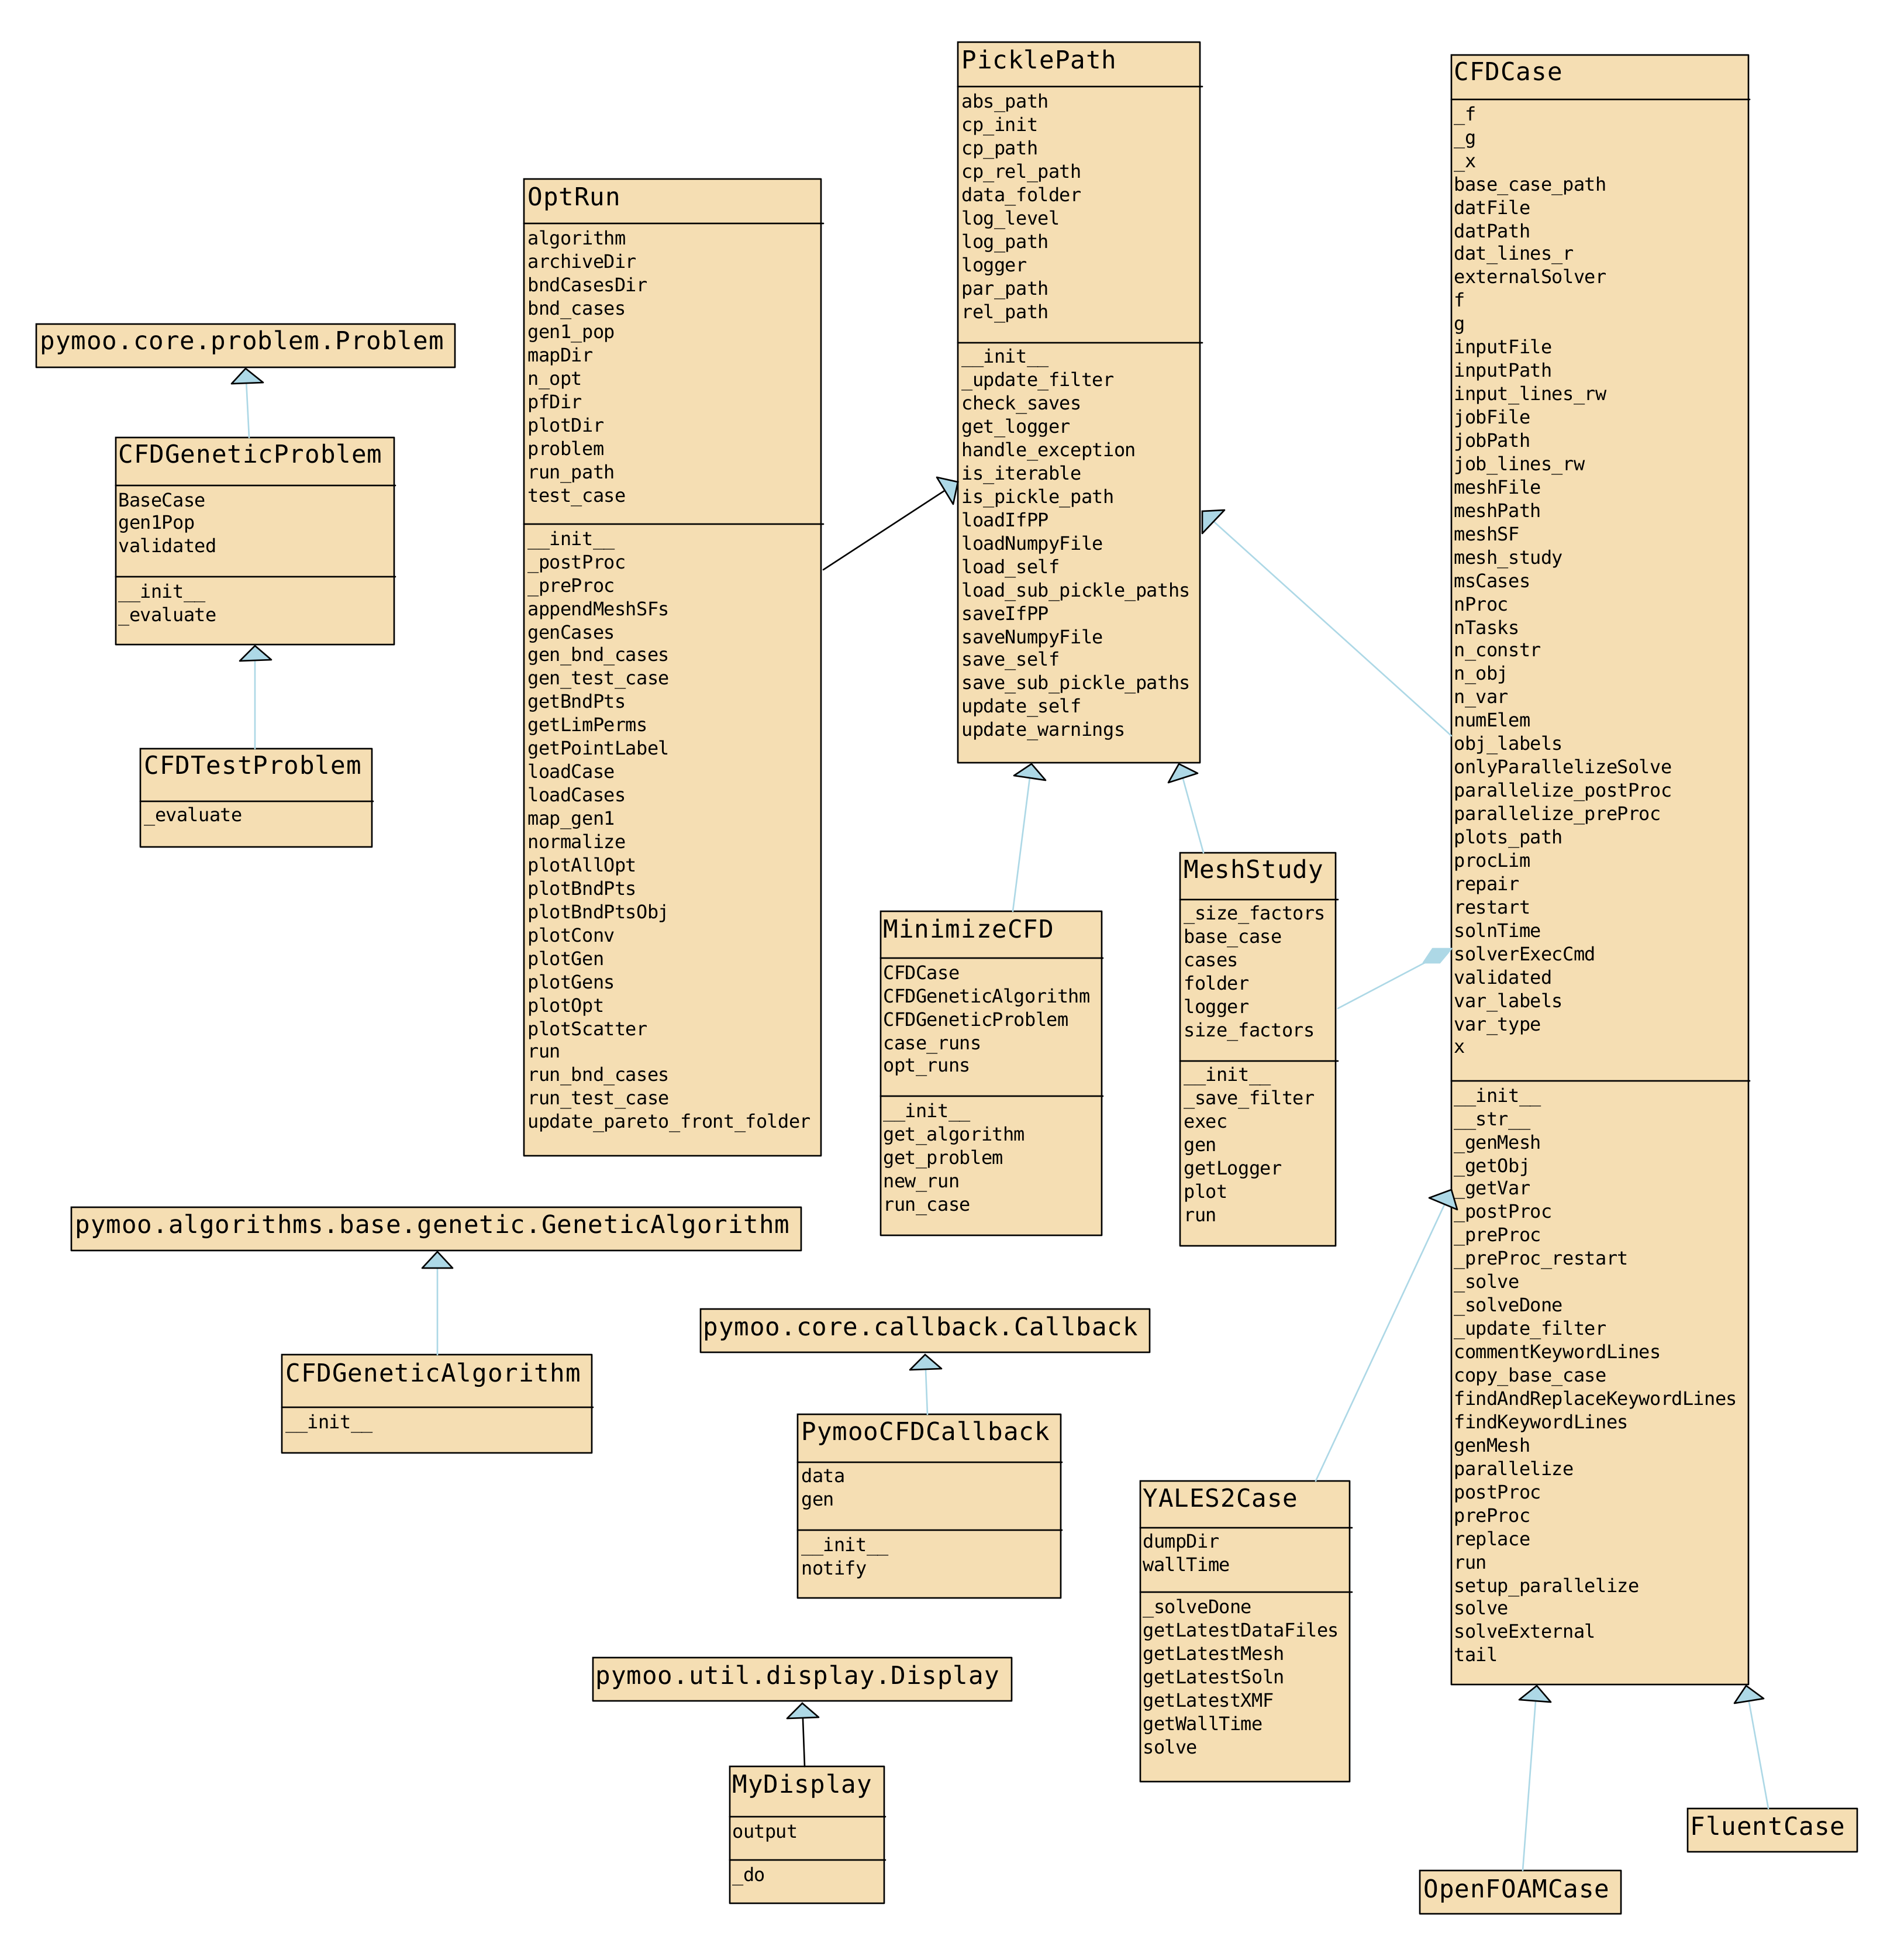 PicklePath
abs_path
cp_init
cp_path
cp_rel_path
data_folder
log_level
log_path
logger
par_path
rel_path
__init__
_update_filter
check_saves
get_logger
handle_exception
is_iterable
is_pickle_path
loadIfPP
loadNumpyFile
load_self
load_sub_pickle_paths
saveIfPP
saveNumpyFile
save_self
save_sub_pickle_paths
update_self
update_warnings
CFDCase
_f
_g
_x
base_case_path
datFile
datPath
dat_lines_r
externalSolver
f
g
inputFile
inputPath
input_lines_rw
jobFile
jobPath
job_lines_rw
meshFile
meshPath
meshSF
mesh_study
msCases
nProc
nTasks
n_constr
n_obj
n_var
numElem
obj_labels
onlyParallelizeSolve
parallelize_postProc
parallelize_preProc
plots_path
procLim
repair
restart
solnTime
solverExecCmd
validated
var_labels
var_type
x
__init__
__str__
_genMesh
_getObj
_getVar
_postProc
_preProc
_preProc_restart
_solve
_solveDone
_update_filter
commentKeywordLines
copy_base_case
findAndReplaceKeywordLines
findKeywordLines
genMesh
parallelize
postProc
preProc
replace
run
setup_parallelize
solve
solveExternal
tail
OptRun
algorithm
archiveDir
bndCasesDir
bnd_cases
gen1_pop
mapDir
n_opt
pfDir
plotDir
problem
run_path
test_case
__init__
_postProc
_preProc
appendMeshSFs
genCases
gen_bnd_cases
gen_test_case
getBndPts
getLimPerms
getPointLabel
loadCase
loadCases
map_gen1
normalize
plotAllOpt
plotBndPts
plotBndPtsObj
plotConv
plotGen
plotGens
plotOpt
plotScatter
run
run_bnd_cases
run_test_case
update_pareto_front_folder
pymoo.core.problem.Problem
CFDGeneticProblem
BaseCase
gen1Pop
validated
__init__
_evaluate
CFDTestProblem
_evaluate
MeshStudy
_size_factors
base_case
cases
folder
logger
size_factors
__init__
_save_filter
exec
gen
getLogger
plot
run
MinimizeCFD
CFDCase
CFDGeneticAlgorithm
CFDGeneticProblem
case_runs
opt_runs
__init__
get_algorithm
get_problem
new_run
run_case
pymoo.algorithms.base.genetic.GeneticAlgorithm
CFDGeneticAlgorithm
__init__
pymoo.core.callback.Callback
PymooCFDCallback
data
gen
__init__
notify
YALES2Case
dumpDir
wallTime
_solveDone
getLatestDataFiles
getLatestMesh
getLatestSoln
getLatestXMF
getWallTime
solve
pymoo.util.display.Display
MyDisplay
output
_do
FluentCase
OpenFOAMCase